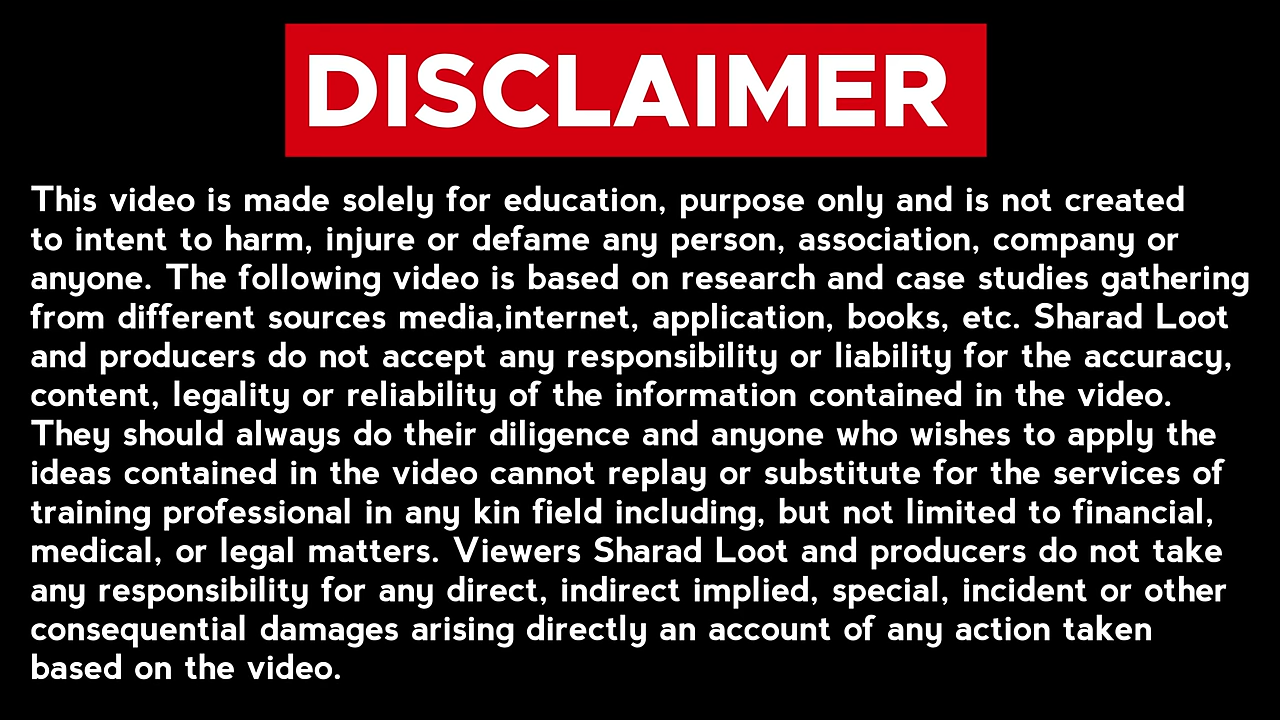 DISCLAIMER
This video is made solely for education, purpose only and is not created
to intent to harm, injure or defame any person, association, company or
anyone. The following video is based on research and case studies gathering
from different sources media,internet, application, books, etc. Sharad Loot
and producers do not accept any responsibility or liability for the accuracy,
content, legality or reliability of the information contained in the video.
They should always do their diligence and anyone who wishes to apply the
ideas contained in the video cannot replay or substitute for the services of
training professional in any kin field including, but not limited to financial,
medical, or legal matters. Viewers Sharad Loot and producers do not take
any responsibility for any direct, indirect implied, special, incident or other
consequential damages arising directly an account of any action taken
based on the video.